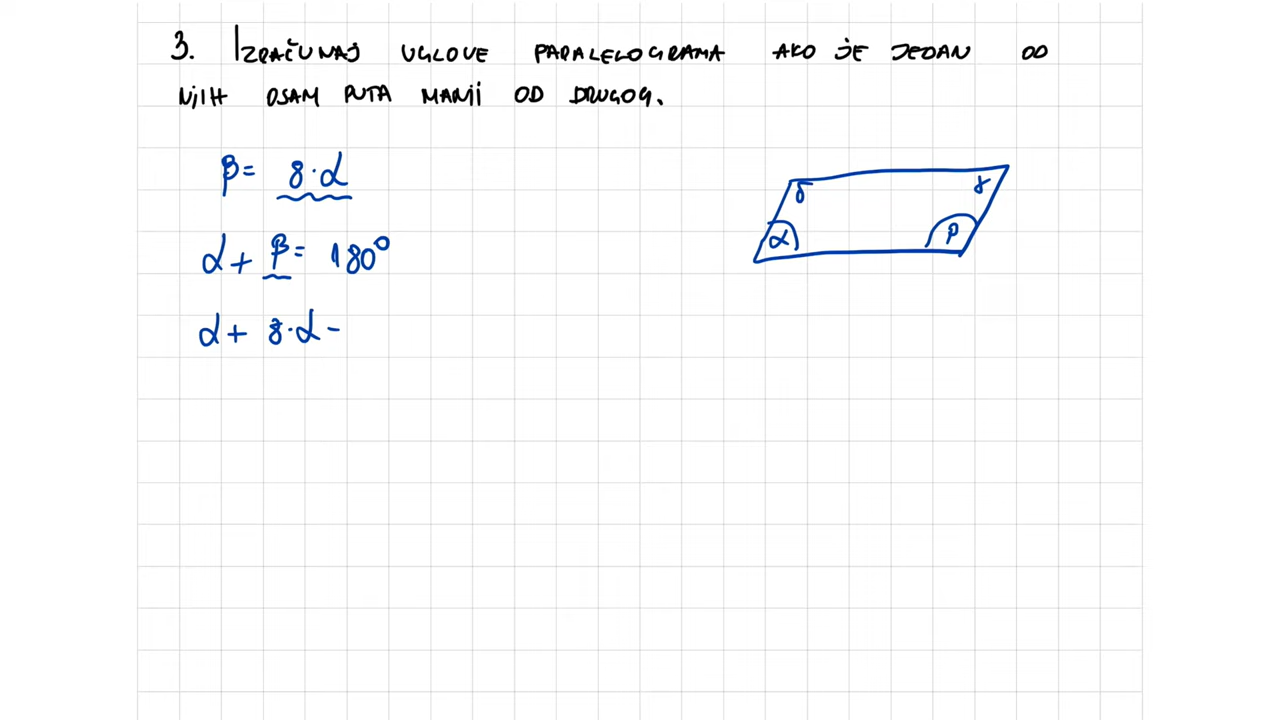 3. IZRAČUNAJ UGLOVE PARALELOGRAMA AKO JE JEDAN OD
NJIH OSAM PUTA MANJI OD DRUGOG.
β = 8·α
α + β = 180°
α + 8·α -
δ γ
α β